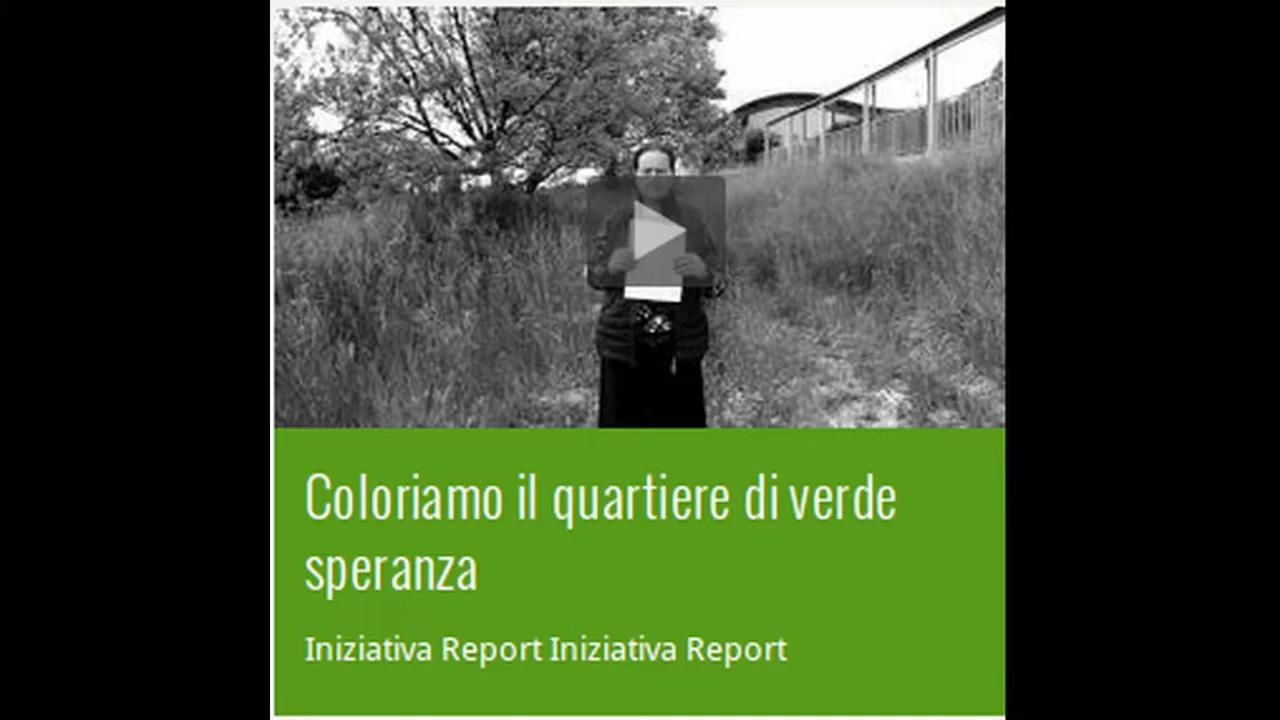 Coloriamo il quartiere di verde
speranza
Iniziativa Report Iniziativa Report